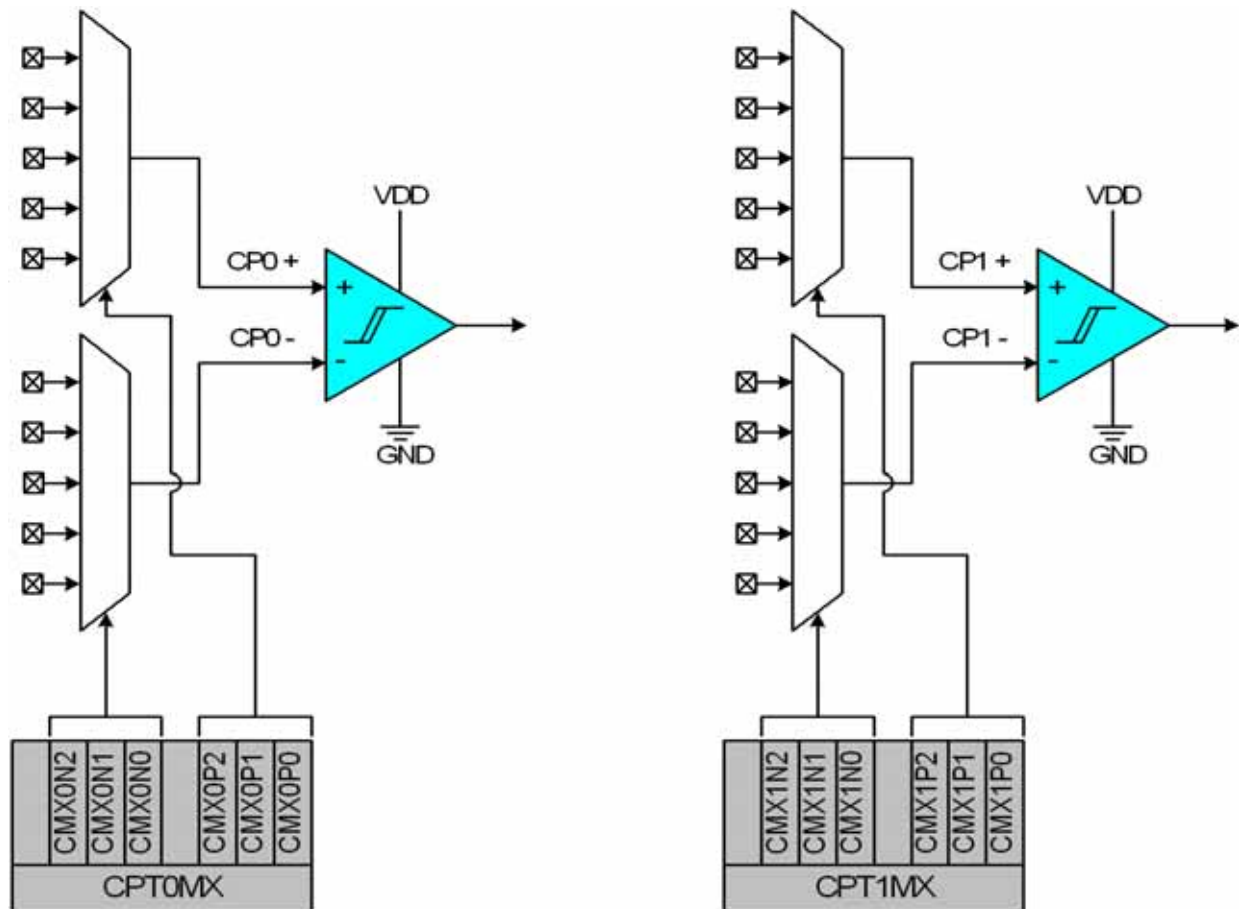 VDD
CP0 +
+
CP0 -
-
GND
CMX0N2
CMX0N1
CMX0N0
CMX0P2
CMX0P1
CMX0P0
CPT0MX
VDD
CP1 +
+
CP1 -
-
GND
CMX1N2
CMX1N1
CMX1N0
CMX1P2
CMX1P1
CMX1P0
CPT1MX